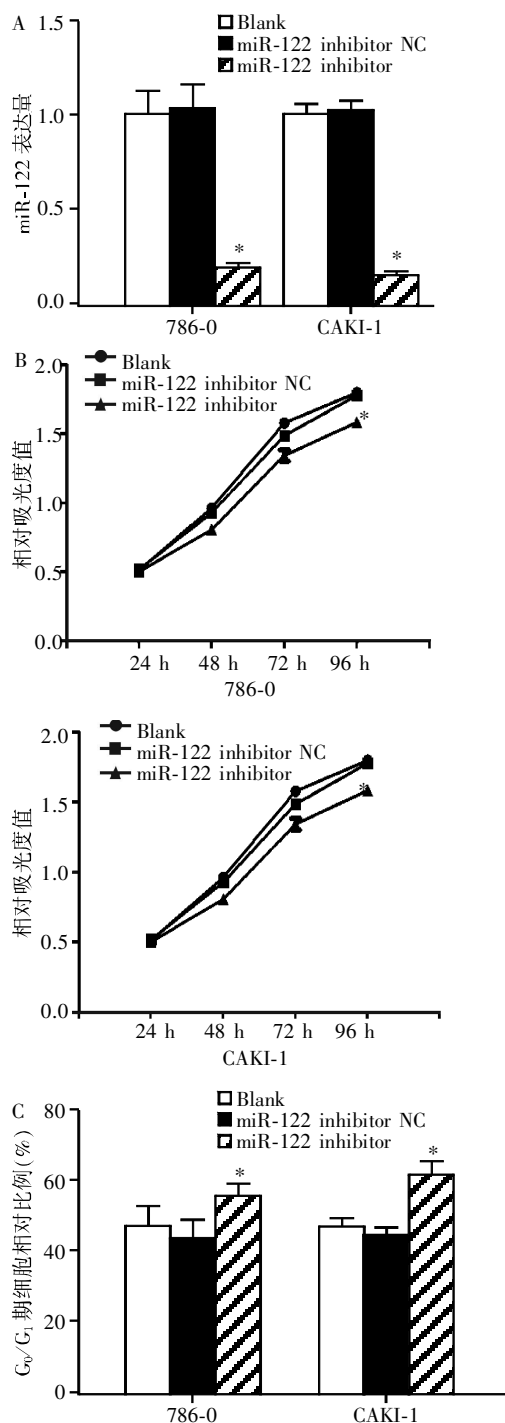 A
1.5
Blank
miR-122 inhibitor NC
miR-122 inhibitor
1.0
0.5
0.0
miR-122 表达量
*
*
786-0
CAKI-1
B
Blank
miR-122 inhibitor NC
miR-122 inhibitor
2.0
1.5
1.0
0.5
0.0
相对吸光度值
*
24 h 48 h 72 h 96 h
786-0
Blank
miR-122 inhibitor NC
miR-122 inhibitor
2.0
1.5
1.0
0.5
0.0
相对吸光度值
*
24 h 48 h 72 h 96 h
CAKI-1
C
Blank
miR-122 inhibitor NC
miR-122 inhibitor
80
60
40
20
0
G₀/G₁ 期细胞相对比例(%)
*
*
786-0
CAKI-1